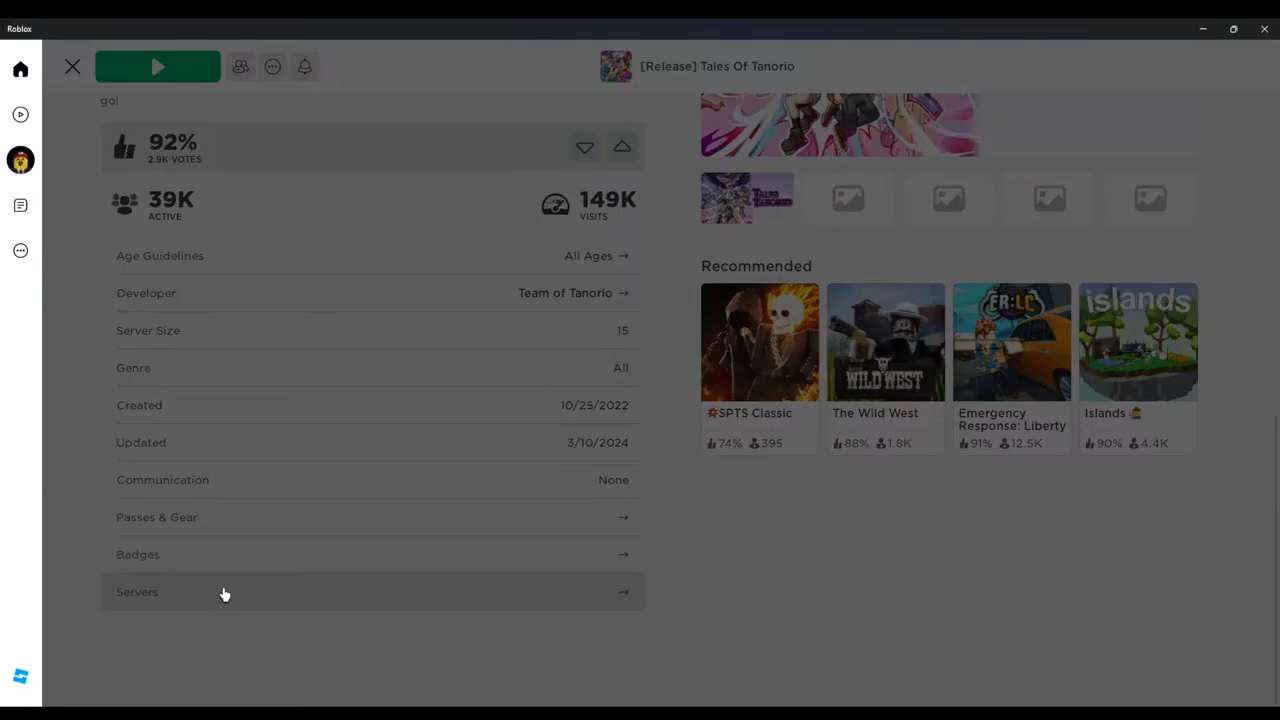 Roblox
[Release] Tales Of Tanorio
go!
92%
2.9K VOTES
39K
ACTIVE
149K
VISITS
Age Guidelines
All Ages →
Developer
Team of Tanorio →
Server Size
15
Genre
All
Created
10/25/2022
Updated
3/10/2024
Communication
None
Passes & Gear
→
Badges
→
Servers
→
TALES
TANORIO
Recommended
ER:LC
islands
WILD WEST
💥SPTS Classic
The Wild West
Emergency
Response: Liberty
Islands
74% 395
88% 1.8K
91% 12.5K
90% 4.4K